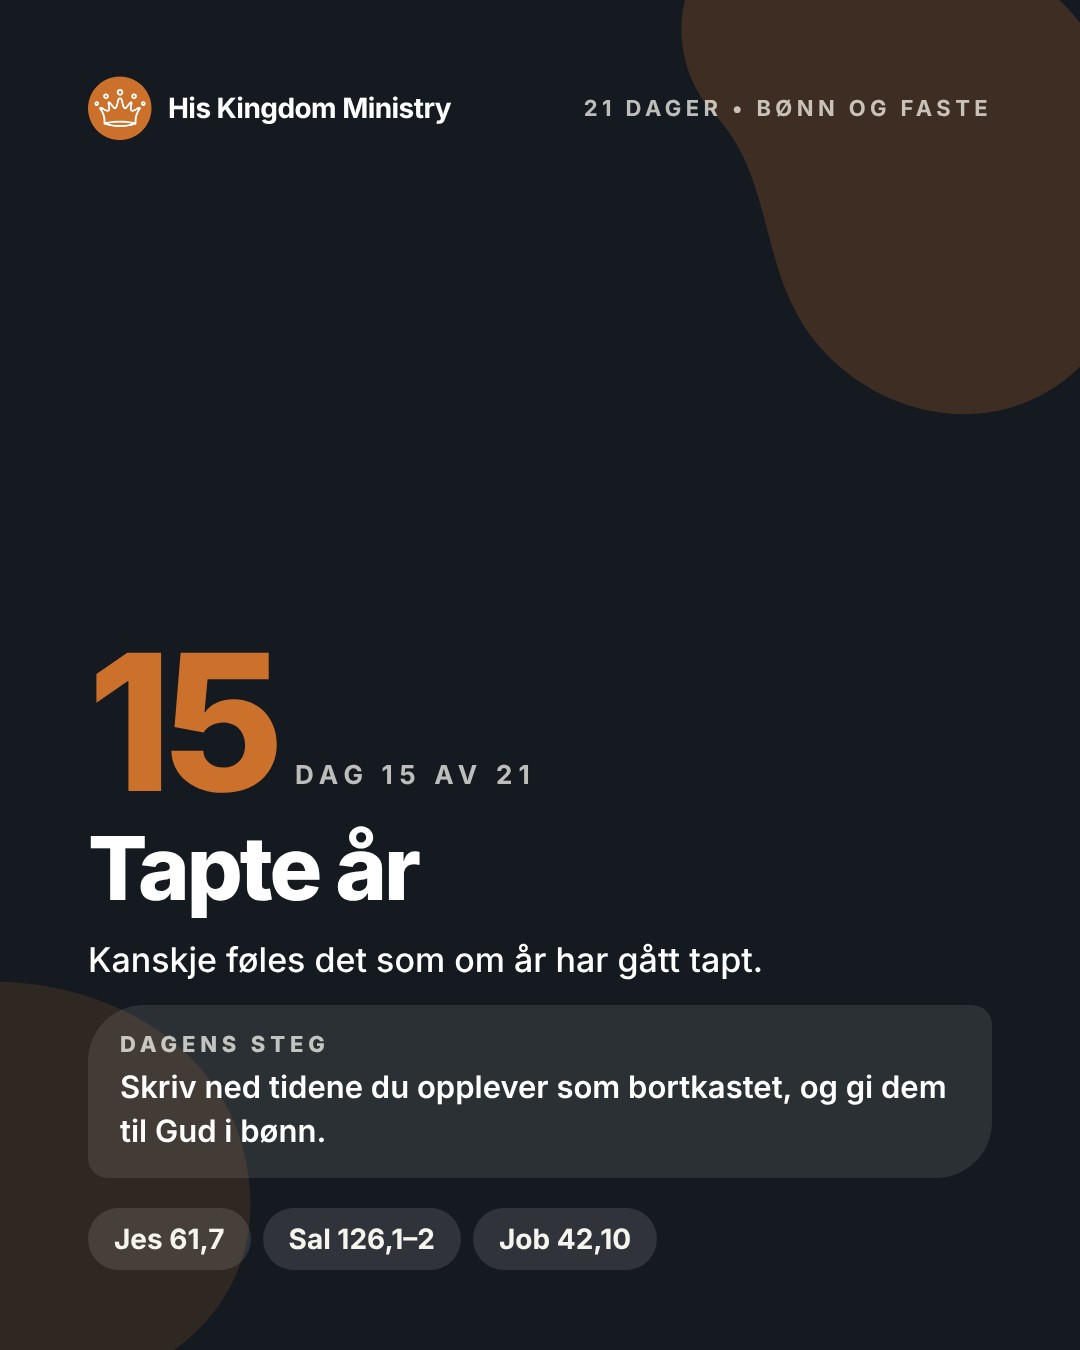 His Kingdom Ministry
21 DAGER • BØNN OG FASTE
15
DAG 15 AV 21
Tapte år
Kanskje føles det som om år har gått tapt.
DAGENS STEG
Skriv ned tidene du opplever som bortkastet, og gi dem
til Gud i bønn.
Jes 61,7
Sal 126,1–2
Job 42,10